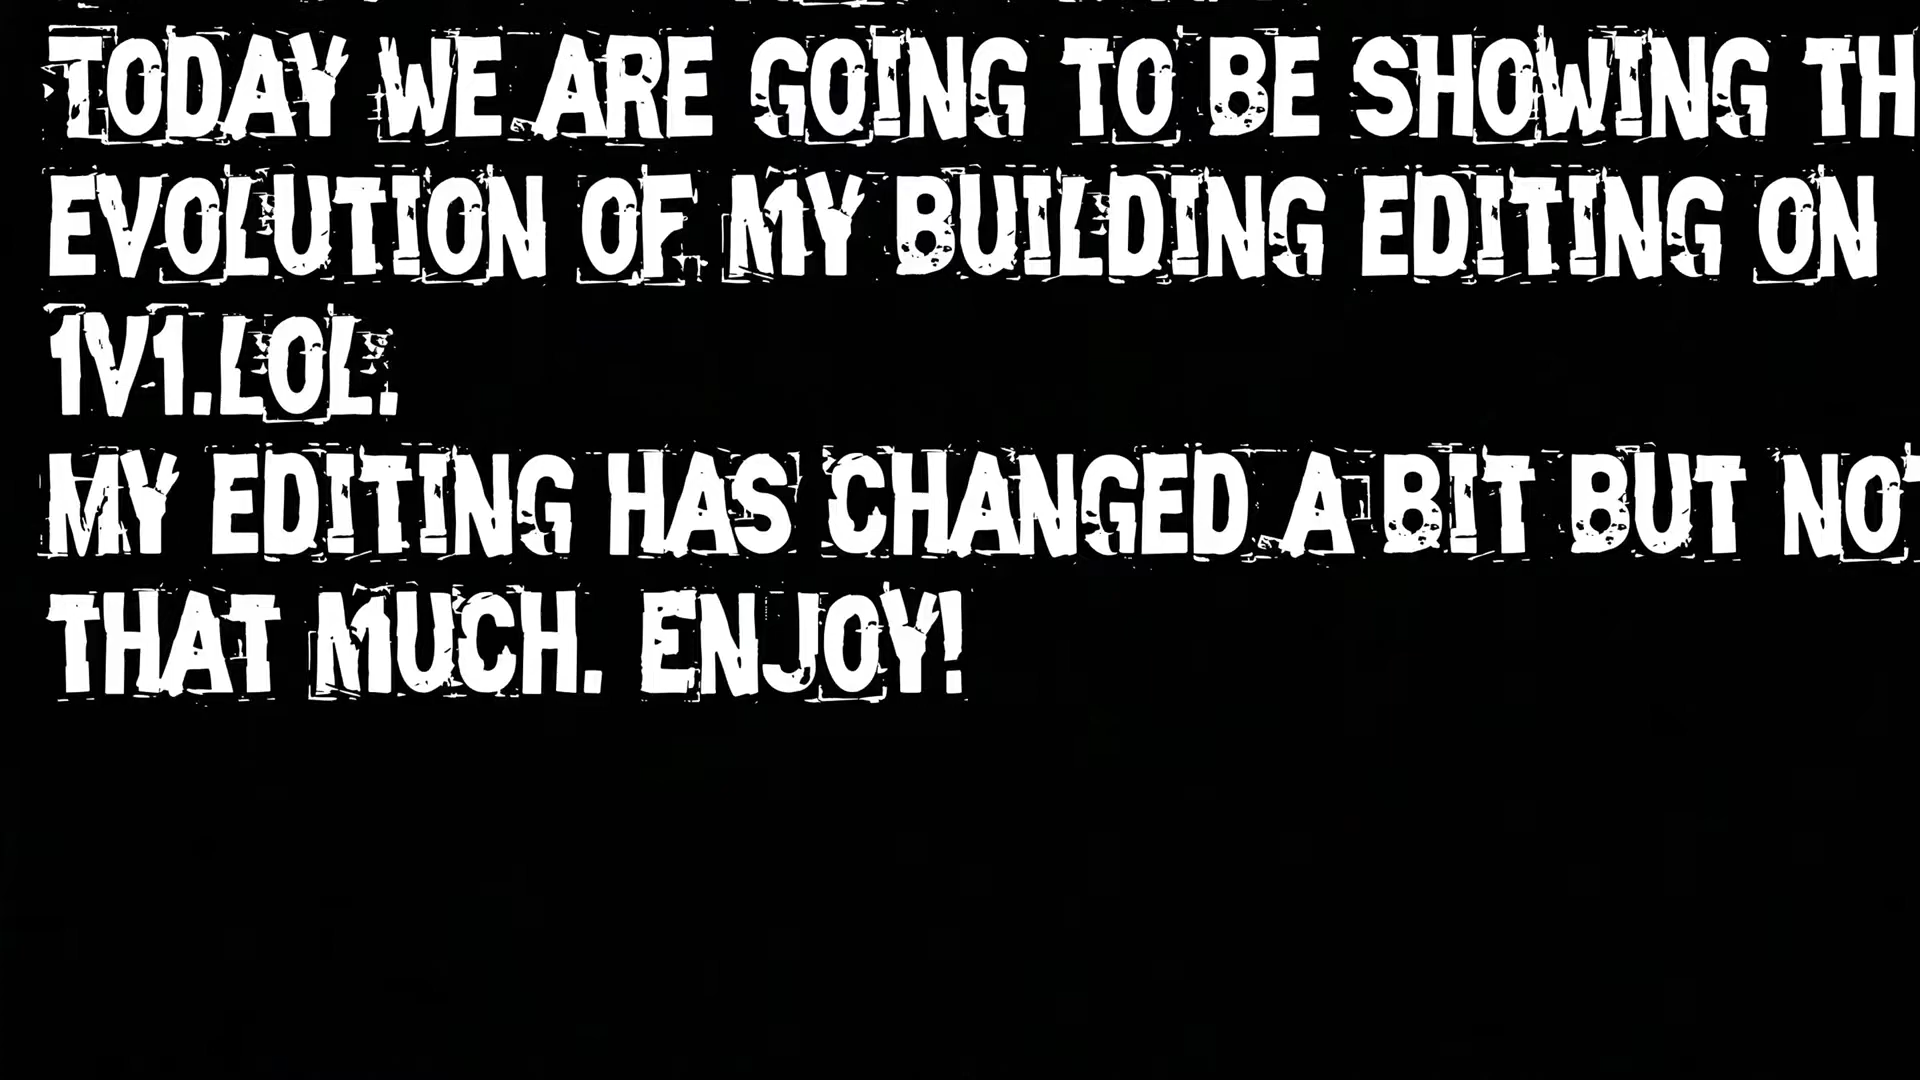 TODAY WE ARE GOING TO BE SHOWING TH
EVOLUTION OF MY BUILDING EDITING ON
1V1.LOL.
MY EDITING HAS CHANGED A BIT BUT NOT
THAT MUCH. ENJOY!